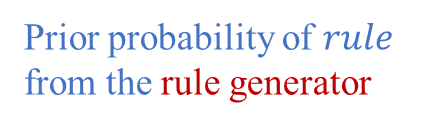 Prior probability of rule
from the rule generator